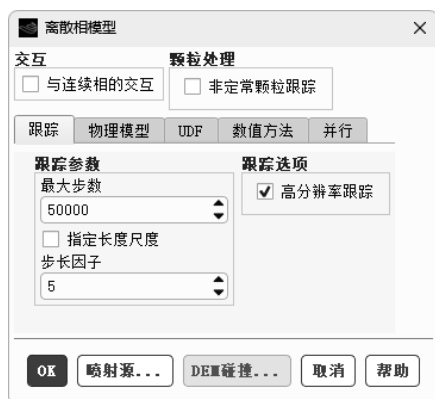 离散相模型
交互
颗粒处理
与连续相的交互
非定常颗粒跟踪
跟踪 物理模型 UDF 数值方法 并行
跟踪参数
跟踪选项
最大步数
高分辨率跟踪
50000
指定长度尺度
步长因子
5
OK 喷射源... DEM碰撞... 取消 帮助